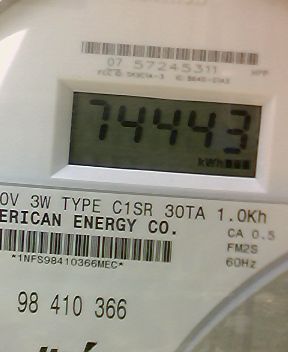 07 57245311
74443
kWh
0V 3W TYPE C1SR 30TA 1.0Kh
ERICAN ENERGY CO.
CA 0.5
FM2S
*1NFS98410366MEC*
60Hz
98 410 366